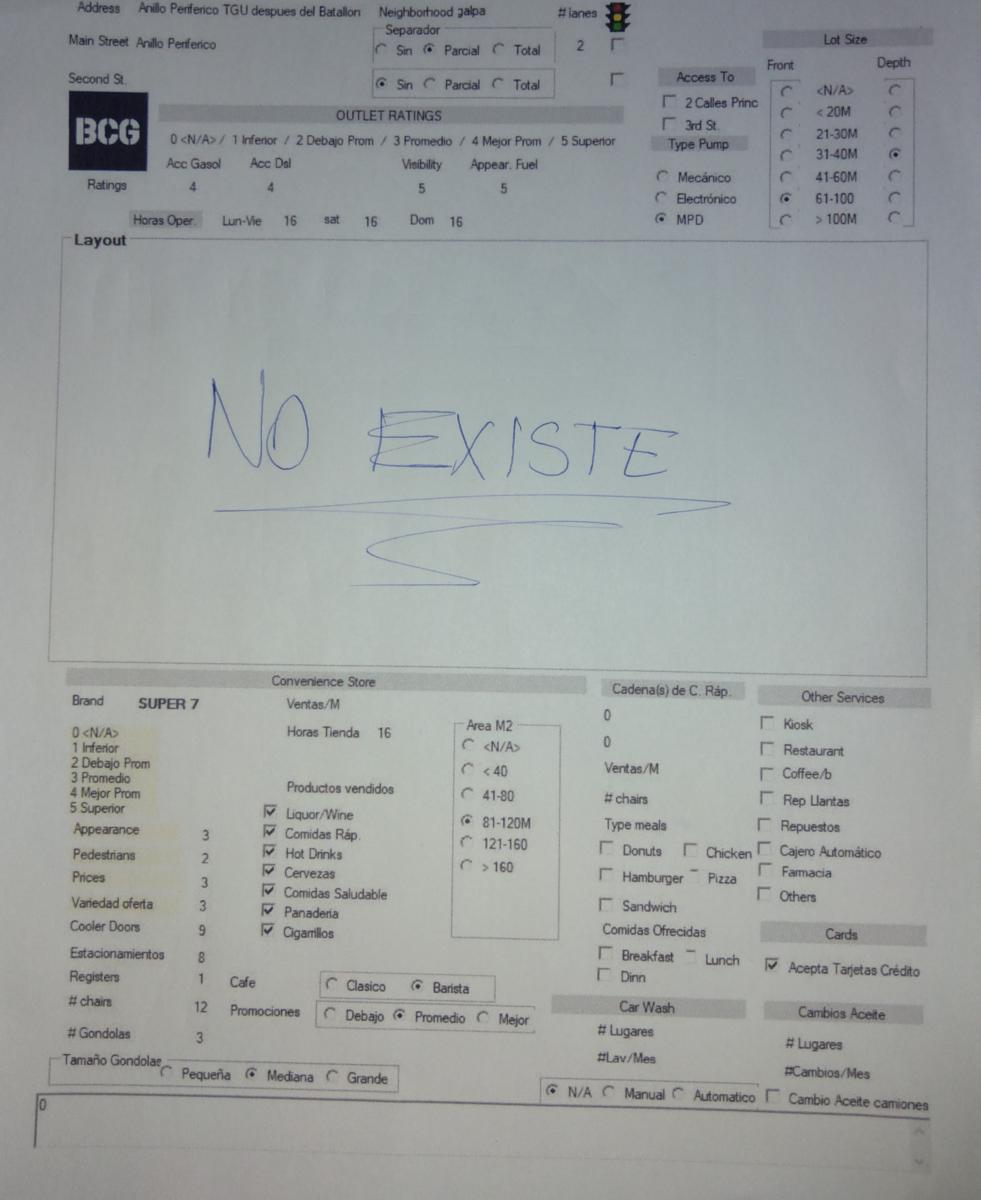 Address Anillo Periferico TGU despues del Batallon Neighborhood galpa # lanes
Main Street Anillo Periferico Separador Sin Parcial Total 2
Second St. Sin Parcial Total
Lot Size
Front Depth
<N/A>
< 20M
21-30M
31-40M
41-60M
61-100
> 100M
Access To
2 Calles Princ
3rd St.
Type Pump
Mecánico
Electrónico
MPD
BCG
OUTLET RATINGS
0 <N/A> / 1 Inferior / 2 Debajo Prom / 3 Promedio / 4 Mejor Prom / 5 Superior
Acc Gasol Acc Dsl Visibility Appear. Fuel
Ratings 4 4 5 5
Horas Oper. Lun-Vie 16 sat 16 Dom 16
Layout
NO EXISTE
Convenience Store
Brand SUPER 7
0 <N/A>
1 Inferior
2 Debajo Prom
3 Promedio
4 Mejor Prom
5 Superior
Appearance 3
Pedestrians 2
Prices 3
Variedad oferta 3
Cooler Doors 9
Estacionamientos 8
Registers 1
# chairs 12
# Gondolas 3
Ventas/M
Horas Tienda 16
Productos vendidos
Liquor/Wine
Comidas Ráp.
Hot Drinks
Cervezas
Comidas Saludable
Panaderia
Cigarrillos
Area M2
<N/A>
< 40
41-80
81-120M
121-160
> 160
Cafe Clasico Barista
Promociones Debajo Promedio Mejor
Tamaño Gondolas Pequeña Mediana Grande
Cadena(s) de C. Ráp.
0
0
Ventas/M
# chairs
Type meals
Donuts Chicken
Hamburger Pizza
Sandwich
Comidas Ofrecidas
Breakfast Lunch
Dinn
Other Services
Kiosk
Restaurant
Coffee/b
Rep Llantas
Repuestos
Cajero Automático
Farmacia
Others
Cards
Acepta Tarjetas Crédito
Car Wash
# Lugares
#Lav/Mes
N/A Manual Automatico
Cambios Aceite
# Lugares
#Cambios/Mes
Cambio Aceite camiones
0